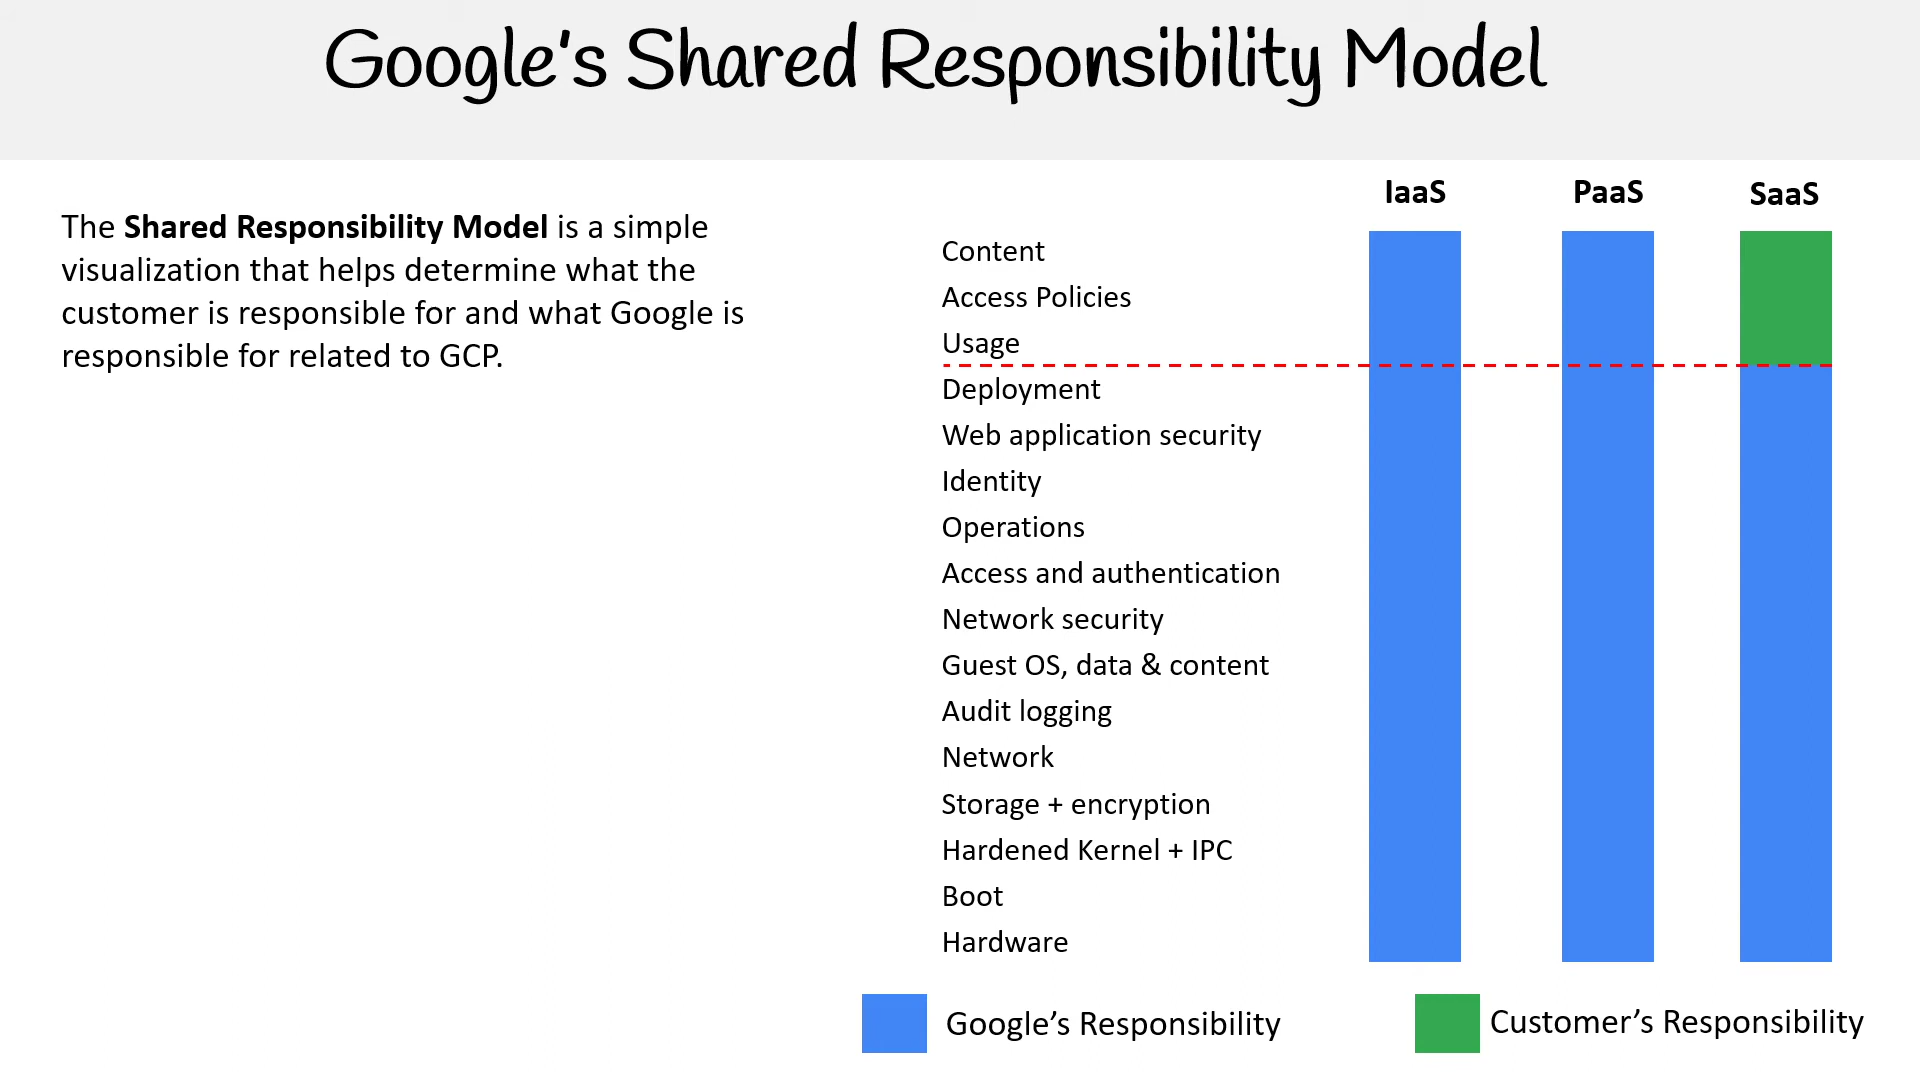 Google's Shared Responsibility Model
The Shared Responsibility Model is a simple
visualization that helps determine what the
customer is responsible for and what Google is
responsible for related to GCP.
IaaS PaaS SaaS
Content
Access Policies
Usage
Deployment
Web application security
Identity
Operations
Access and authentication
Network security
Guest OS, data & content
Audit logging
Network
Storage + encryption
Hardened Kernel + IPC
Boot
Hardware
Google’s Responsibility
Customer’s Responsibility